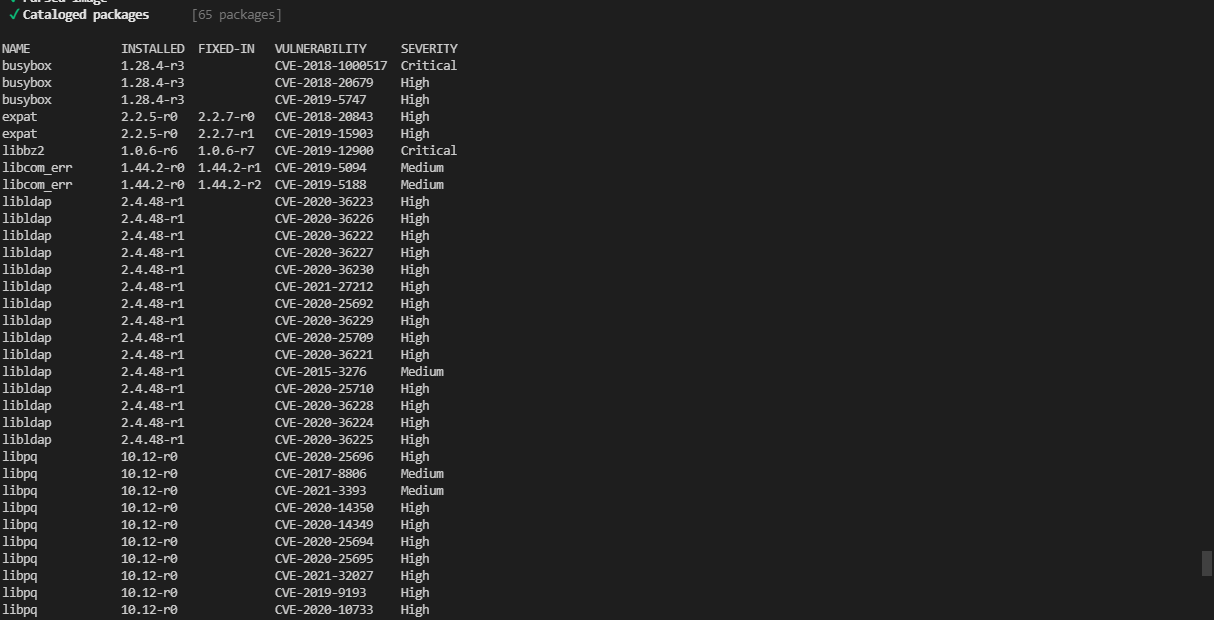 ✓ Parsed image
✓ Cataloged packages [65 packages]
NAME INSTALLED FIXED-IN VULNERABILITY SEVERITY
busybox 1.28.4-r3 CVE-2018-1000517 Critical
busybox 1.28.4-r3 CVE-2018-20679 High
busybox 1.28.4-r3 CVE-2019-5747 High
expat 2.2.5-r0 2.2.7-r0 CVE-2018-20843 High
expat 2.2.5-r0 2.2.7-r1 CVE-2019-15903 High
libbz2 1.0.6-r6 1.0.6-r7 CVE-2019-12900 Critical
libcom_err 1.44.2-r0 1.44.2-r1 CVE-2019-5094 Medium
libcom_err 1.44.2-r0 1.44.2-r2 CVE-2019-5188 Medium
libldap 2.4.48-r1 CVE-2020-36223 High
libldap 2.4.48-r1 CVE-2020-36226 High
libldap 2.4.48-r1 CVE-2020-36222 High
libldap 2.4.48-r1 CVE-2020-36227 High
libldap 2.4.48-r1 CVE-2020-36230 High
libldap 2.4.48-r1 CVE-2021-27212 High
libldap 2.4.48-r1 CVE-2020-25692 High
libldap 2.4.48-r1 CVE-2020-36229 High
libldap 2.4.48-r1 CVE-2020-25709 High
libldap 2.4.48-r1 CVE-2020-36221 High
libldap 2.4.48-r1 CVE-2015-3276 Medium
libldap 2.4.48-r1 CVE-2020-25710 High
libldap 2.4.48-r1 CVE-2020-36228 High
libldap 2.4.48-r1 CVE-2020-36224 High
libldap 2.4.48-r1 CVE-2020-36225 High
libpq 10.12-r0 CVE-2020-25696 High
libpq 10.12-r0 CVE-2017-8806 Medium
libpq 10.12-r0 CVE-2021-3393 Medium
libpq 10.12-r0 CVE-2020-14350 High
libpq 10.12-r0 CVE-2020-14349 High
libpq 10.12-r0 CVE-2020-25694 High
libpq 10.12-r0 CVE-2020-25695 High
libpq 10.12-r0 CVE-2021-32027 High
libpq 10.12-r0 CVE-2019-9193 High
libpq 10.12-r0 CVE-2020-10733 High